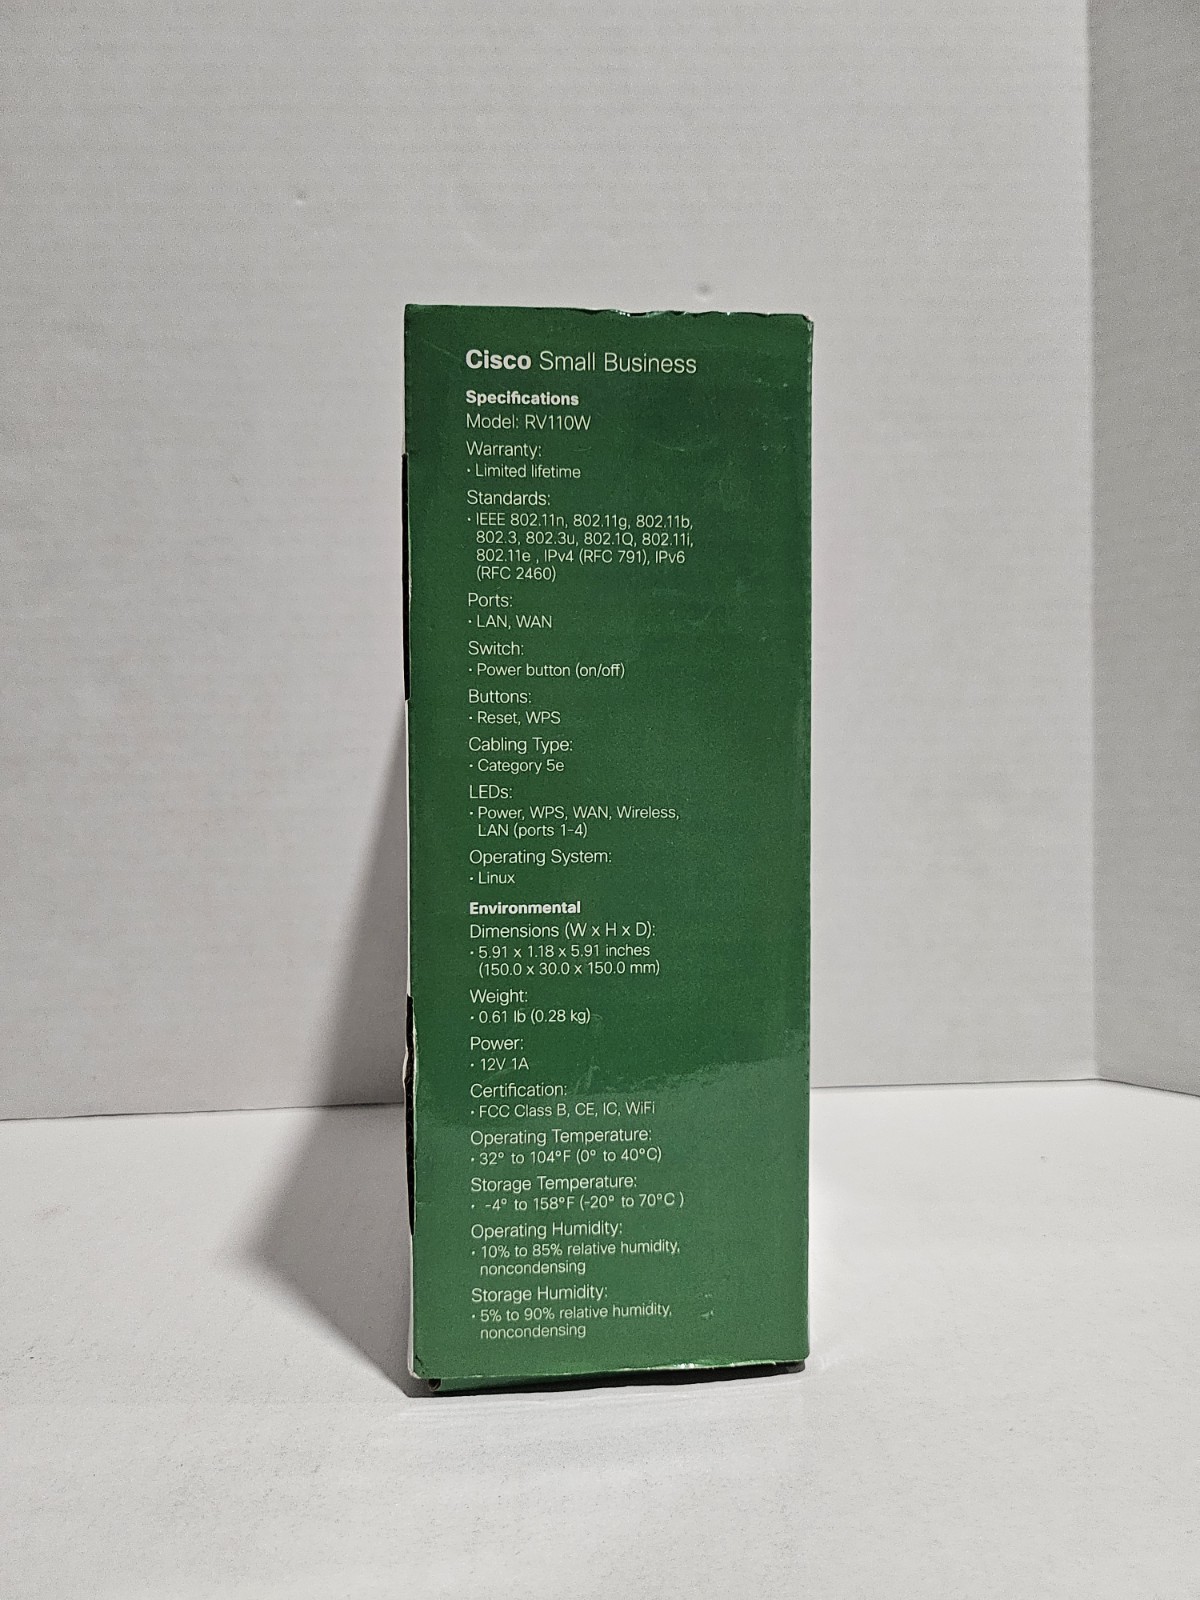 Cisco Small Business
Specifications
Model: RV110W
Warranty:
· Limited lifetime
Standards:
· IEEE 802.11n, 802.11g, 802.11b,
802.3, 802.3u, 802.1Q, 802.11i,
802.11e , IPv4 (RFC 791), IPv6
(RFC 2460)
Ports:
· LAN, WAN
Switch:
· Power button (on/off)
Buttons:
· Reset, WPS
Cabling Type:
· Category 5e
LEDs:
· Power, WPS, WAN, Wireless,
LAN (ports 1-4)
Operating System:
· Linux
Environmental
Dimensions (W x H x D):
· 5.91 x 1.18 x 5.91 inches
(150.0 x 30.0 x 150.0 mm)
Weight:
· 0.61 lb (0.28 kg)
Power:
· 12V 1A
Certification:
· FCC Class B, CE, IC, WiFi
Operating Temperature:
· 32° to 104°F (0° to 40°C)
Storage Temperature:
· -4° to 158°F (-20° to 70°C )
Operating Humidity:
· 10% to 85% relative humidity,
noncondensing
Storage Humidity:
· 5% to 90% relative humidity,
noncondensing